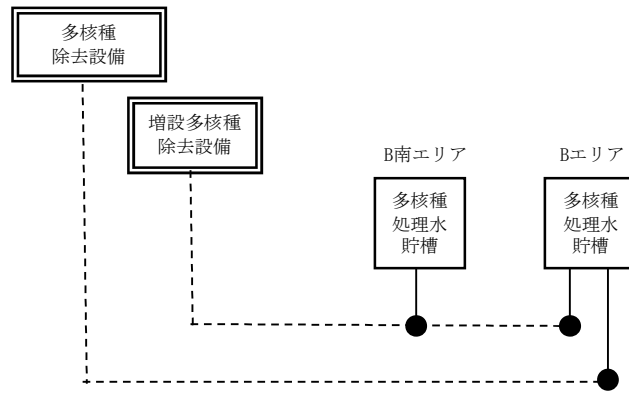 多核種
除去設備
増設多核種
除去設備
B南エリア
Bエリア
多核種
処理水
貯槽
多核種
処理水
貯槽